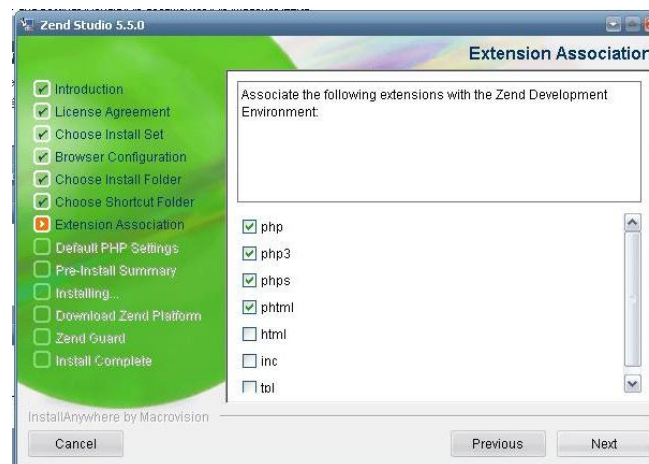 Zend Studio 5.5.0
Extension Association
Introduction
License Agreement
Choose Install Set
Browser Configuration
Choose Install Folder
Choose Shortcut Folder
Extension Association
Default PHP Settings
Pre-Install Summary
Installing...
Download Zend Platform
Zend Guard
Install Complete
Associate the following extensions with the Zend Development
Environment:
php
php3
phps
phtml
html
inc
tpl
InstallAnywhere by Macrovision
Cancel
Previous
Next